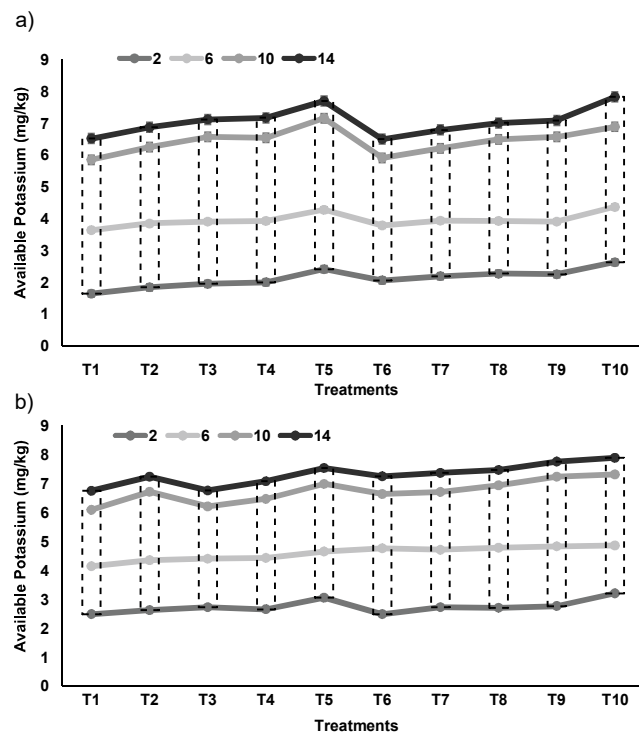 a)
2 6 10 14
Available Potassium (mg/kg)
9
8
7
6
5
4
3
2
1
0
T1 T2 T3 T4 T5 T6 T7 T8 T9 T10
Treatments
b)
2 6 10 14
Available Potassium (mg/kg)
9
8
7
6
5
4
3
2
1
0
T1 T2 T3 T4 T5 T6 T7 T8 T9 T10
Treatments